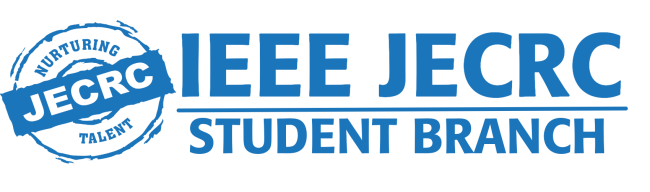 NURTURING
JECRC
TALENT
IEEE JECRC
STUDENT BRANCH